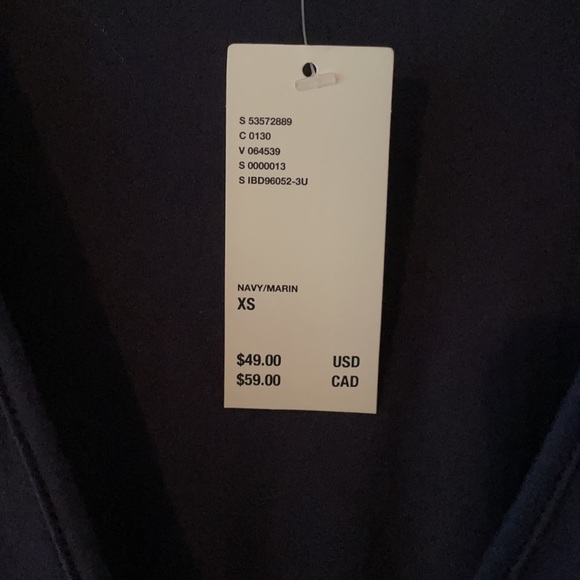 S 53572889
C 0130
V 064539
S 0000013
S IBD96052-3U
NAVY/MARIN
XS
$49.00 USD
$59.00 CAD